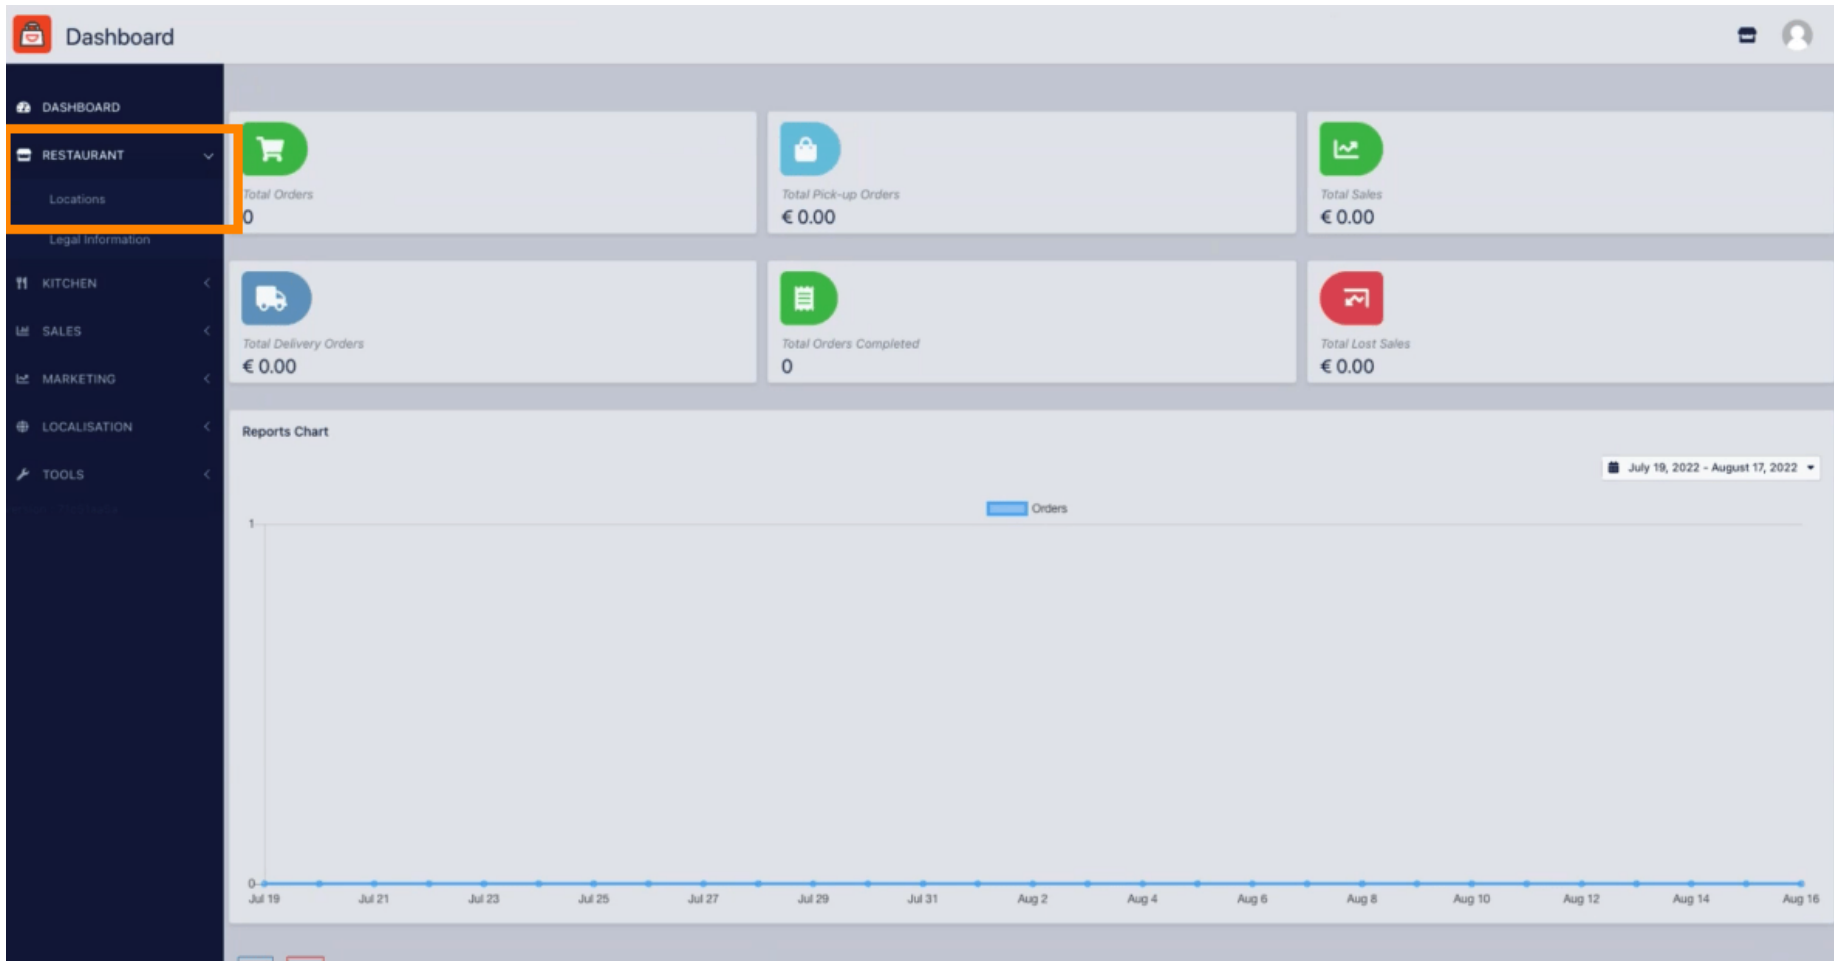 Dashboard
DASHBOARD
RESTAURANT
Locations
Legal Information
KITCHEN
SALES
MARKETING
LOCALISATION
TOOLS
Total Orders
0
Total Pick-up Orders
€ 0.00
Total Sales
€ 0.00
Total Delivery Orders
€ 0.00
Total Orders Completed
0
Total Lost Sales
€ 0.00
Reports Chart
July 19, 2022 - August 17, 2022
Orders
1
0
Jul 19 Jul 21 Jul 23 Jul 25 Jul 27 Jul 29 Jul 31 Aug 2 Aug 4 Aug 6 Aug 8 Aug 10 Aug 12 Aug 14 Aug 16